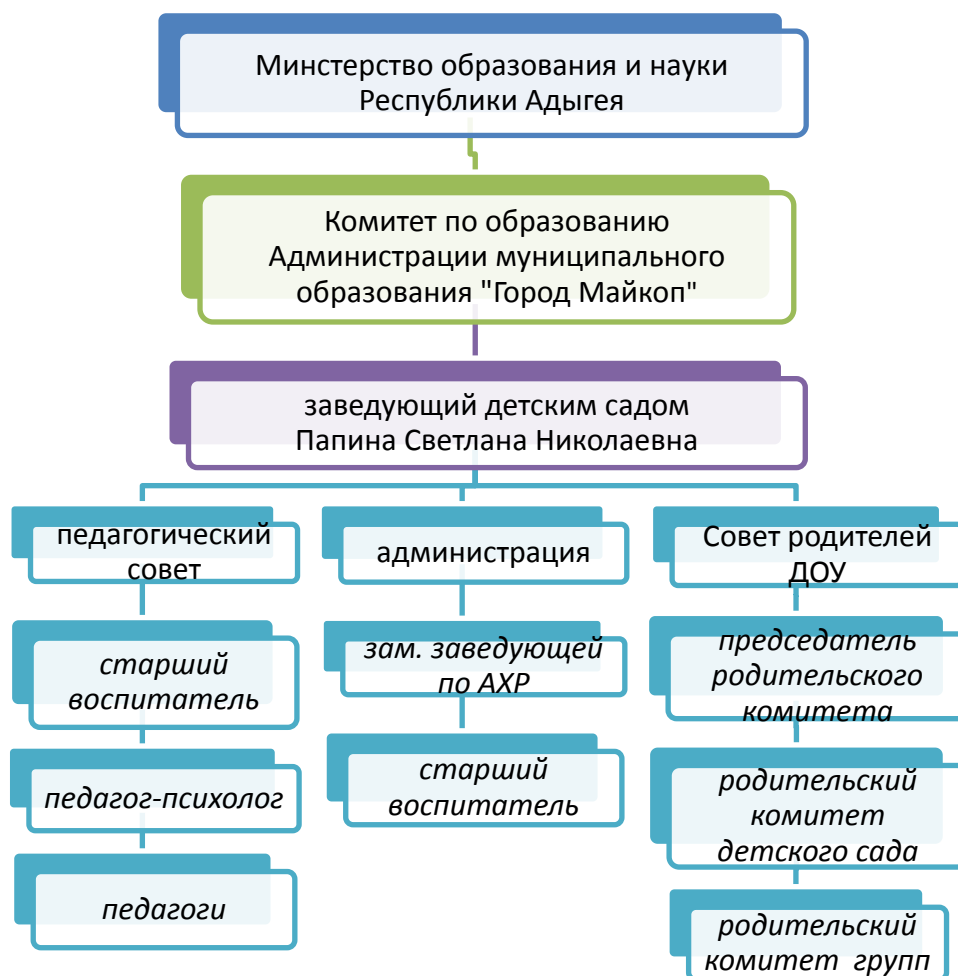 Минстерство образования и науки
Республики Адыгея
Комитет по образованию
Администрации муниципального
образования "Город Майкоп"
заведующий детским садом
Папина Светлана Николаевна
педагогический
совет
старший
воспитатель
педагог-психолог
педагоги
администрация
зам. заведующей
по АХР
старший
воспитатель
Совет родителей
ДОУ
председатель
родительского
комитета
родительский
комитет
детского сада
родительский
комитет групп